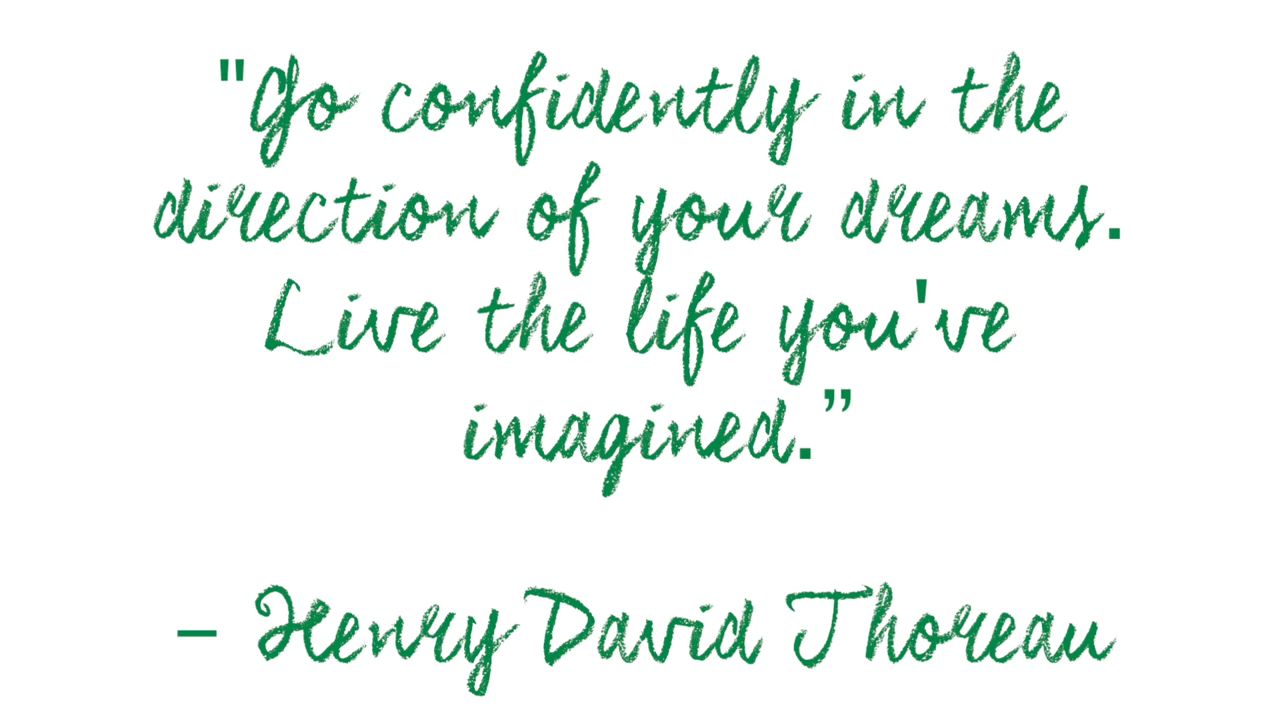 "Go confidently in the
direction of your dreams.
Live the life you've
imagined.”
– Henry David Thoreau